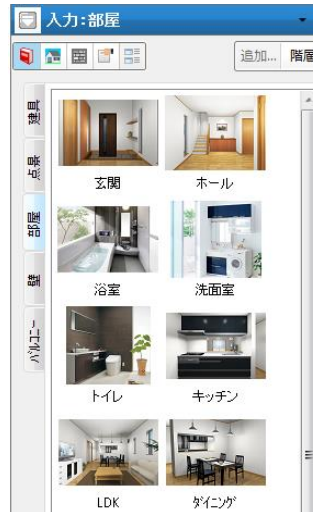 入力:部屋
追加... 階層
建具
点景
部屋
壁
バルコニー
玄関 ホール
浴室 洗面室
トイレ キッチン
LDK ダイニング